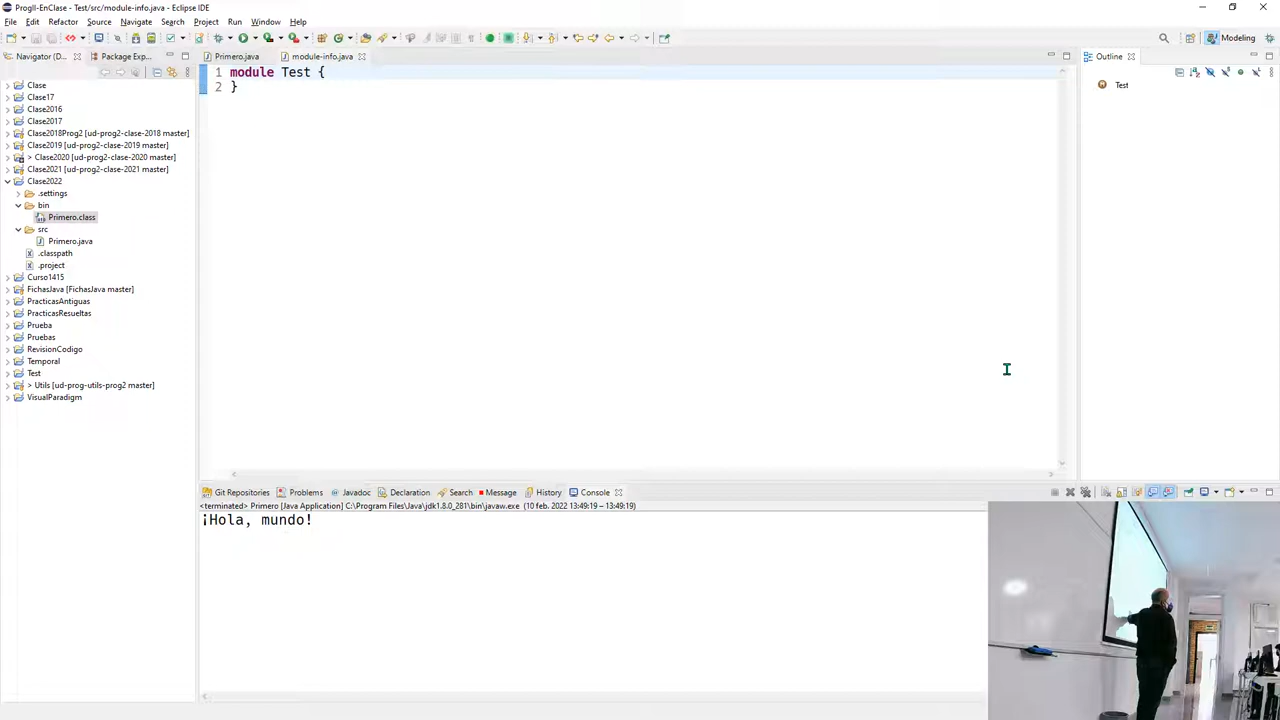 ProgII-EnClase - Test/src/module-info.java - Eclipse IDE
File Edit Refactor Source Navigate Search Project Run Window Help
Modeling
Navigator (D...
Package Exp...
Primero.java
module-info.java
Outline
Clase
Clase17
Clase2016
Clase2017
Clase2018Prog2 [ud-prog2-clase-2018 master]
Clase2019 [ud-prog2-clase-2019 master]
> Clase2020 [ud-prog2-clase-2020 master]
Clase2021 [ud-prog2-clase-2021 master]
Clase2022
.settings
bin
Primero.class
src
Primero.java
.classpath
.project
Curso1415
FichasJava [FichasJava master]
PracticasAntiguas
PracticasResueltas
Prueba
Pruebas
RevisionCodigo
Temporal
Test
> Utils [ud-prog-utils-prog2 master]
VisualParadigm
1 module Test {
2 }
Test
Git Repositories Problems Javadoc Declaration Search Message History Console
<terminated> Primero [Java Application] C:\Program Files\Java\jdk1.8.0_281\bin\javaw.exe (10 feb. 2022 13:49:19 – 13:49:19)
¡Hola, mundo!